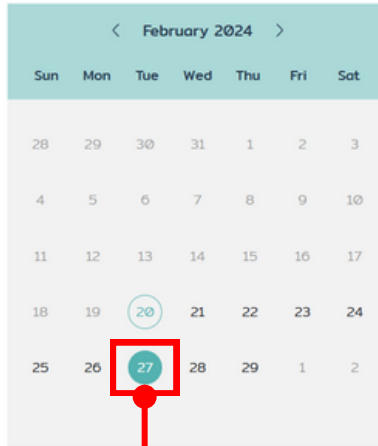 < February 2024 >
Sun Mon Tue Wed Thu Fri Sat
28 29 30 31 1 2 3
4 5 6 7 8 9 10
11 12 13 14 15 16 17
18 19 20 21 22 23 24
25 26 27 28 29 1 2